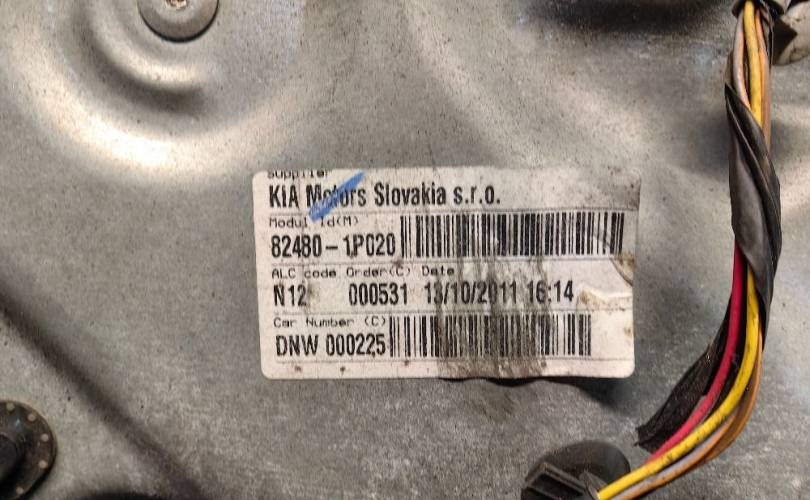 Supplier
KIA Motors Slovakia s.r.o.
Modul Id(M)
82480-1P020
ALC code Order(C) Date
N12 000531 13/10/2011 16:14
Car Number (C)
DNW 000225